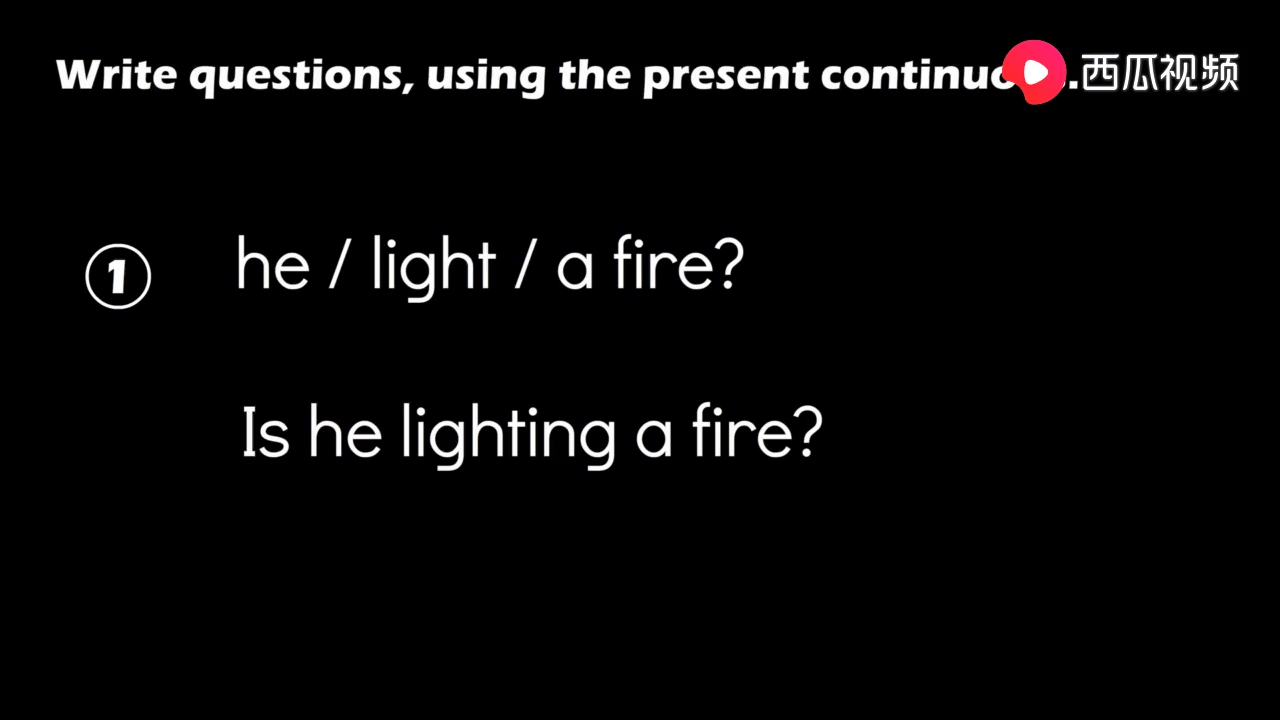 Write questions, using the present
西瓜视频
1 he / light / a fire?
Is he lighting a fire?